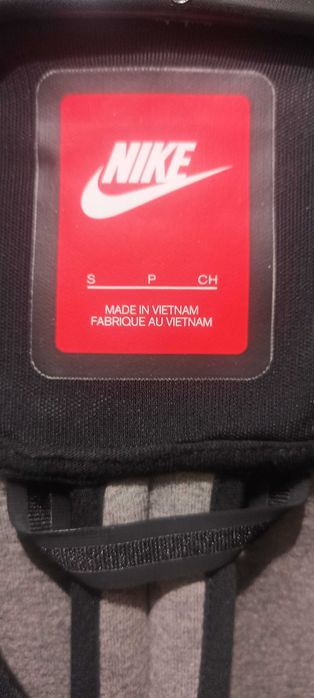 NIKE
S P CH
MADE IN VIETNAM
FABRIQUE AU VIETNAM